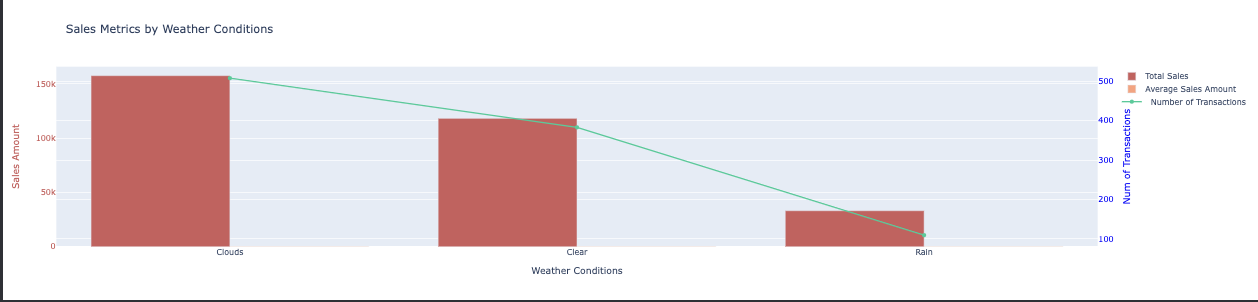 Sales Metrics by Weather Conditions
150k
100k
50k
0
Sales Amount
500
400
300
200
100
Num of Transactions
Total Sales
Average Sales Amount
Number of Transactions
Clouds
Clear
Rain
Weather Conditions